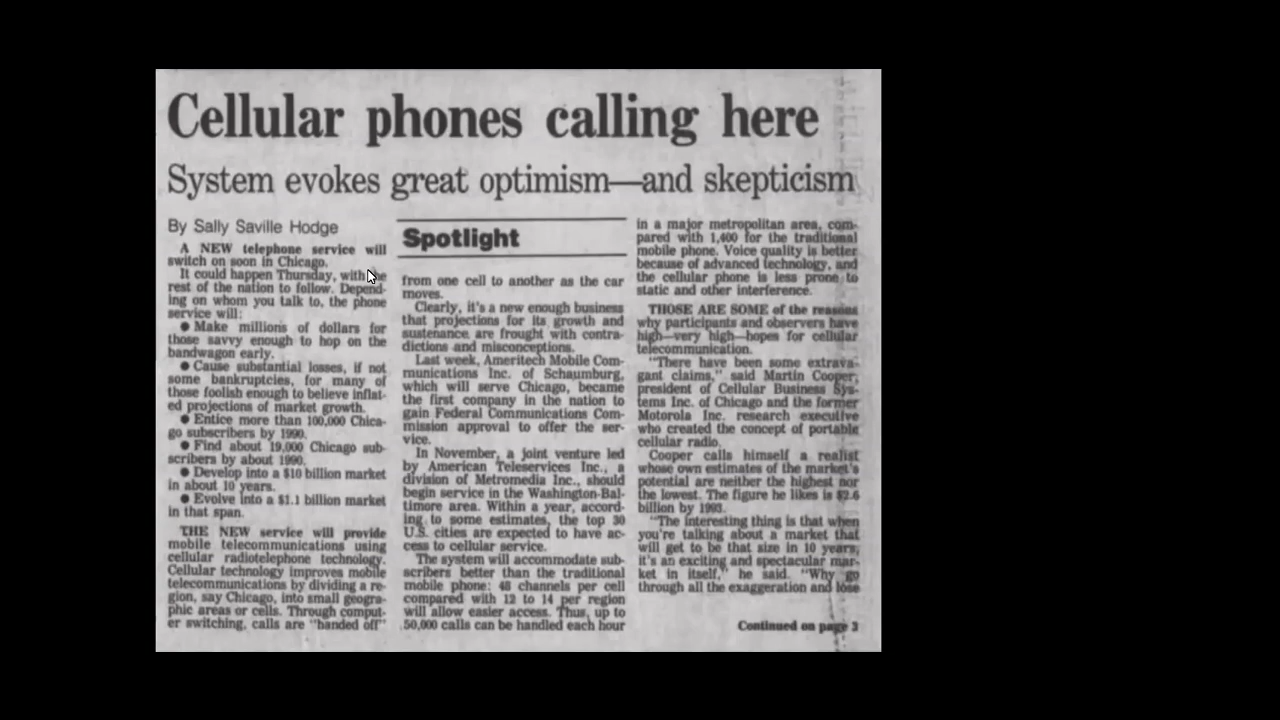 Cellular phones calling here
System evokes great optimism—and skepticism
By Sally Saville Hodge
A NEW telephone service will
switch on soon in Chicago.
It could happen Thursday, with the
rest of the nation to follow. Depend-
ing on whom you talk to, the phone
service will:
● Make millions of dollars for
those savvy enough to hop on the
bandwagon early.
● Cause substantial losses, if not
some bankruptcies, for many of
those foolish enough to believe inflat-
ed projections of market growth.
● Entice more than 100,000 Chica-
go subscribers by 1990.
● Find about 19,000 Chicago sub-
scribers by about 1990.
● Develop into a $10 billion market
in about 10 years.
● Evolve into a $1.1 billion market
in that span.
THE NEW service will provide
mobile telecommunications using
cellular radiotelephone technology.
Cellular technology improves mobile
telecommunications by dividing a re-
gion, say Chicago, into small geogra-
phic areas or cells. Through comput-
er switching, calls are "handed off"
Spotlight
from one cell to another as the car
moves.
Clearly, it's a new enough business
that projections for its growth and
sustenance are frought with contra-
dictions and misconceptions.
Last week, Ameritech Mobile Com-
munications Inc. of Schaumburg,
which will serve Chicago, became
the first company in the nation to
gain Federal Communications Com-
mission approval to offer the ser-
vice.
In November, a joint venture led
by American Teleservices Inc., a
division of Metromedia Inc., should
begin service in the Washington-Bal-
timore area. Within a year, accord-
ing to some estimates, the top 30
U.S. cities are expected to have ac-
cess to cellular service.
The system will accommodate sub-
scribers better than the traditional
mobile phone: 48 channels per cell
compared with 12 to 14 per region
will allow easier access. Thus, up to
50,000 calls can be handled each hour
in a major metropolitan area, com-
pared with 1,400 for the traditional
mobile phone. Voice quality is better
because of advanced technology, and
the cellular phone is less prone to
static and other interference.
THOSE ARE SOME of the reasons
why participants and observers have
high—very high—hopes for cellular
telecommunication.
"There have been some extrava-
gant claims," said Martin Cooper,
president of Cellular Business Sys-
tems Inc. of Chicago and the former
Motorola Inc. research executive
who created the concept of portable
cellular radio.
Cooper calls himself a realist
whose own estimates of the market's
potential are neither the highest nor
the lowest. The figure he likes is $2.6
billion by 1993.
"The interesting thing is that when
you're talking about a market that
will get to be that size in 10 years,
it's an exciting and spectacular mar-
ket in itself," he said. "Why go
through all the exaggeration and lose
Continued on page 3